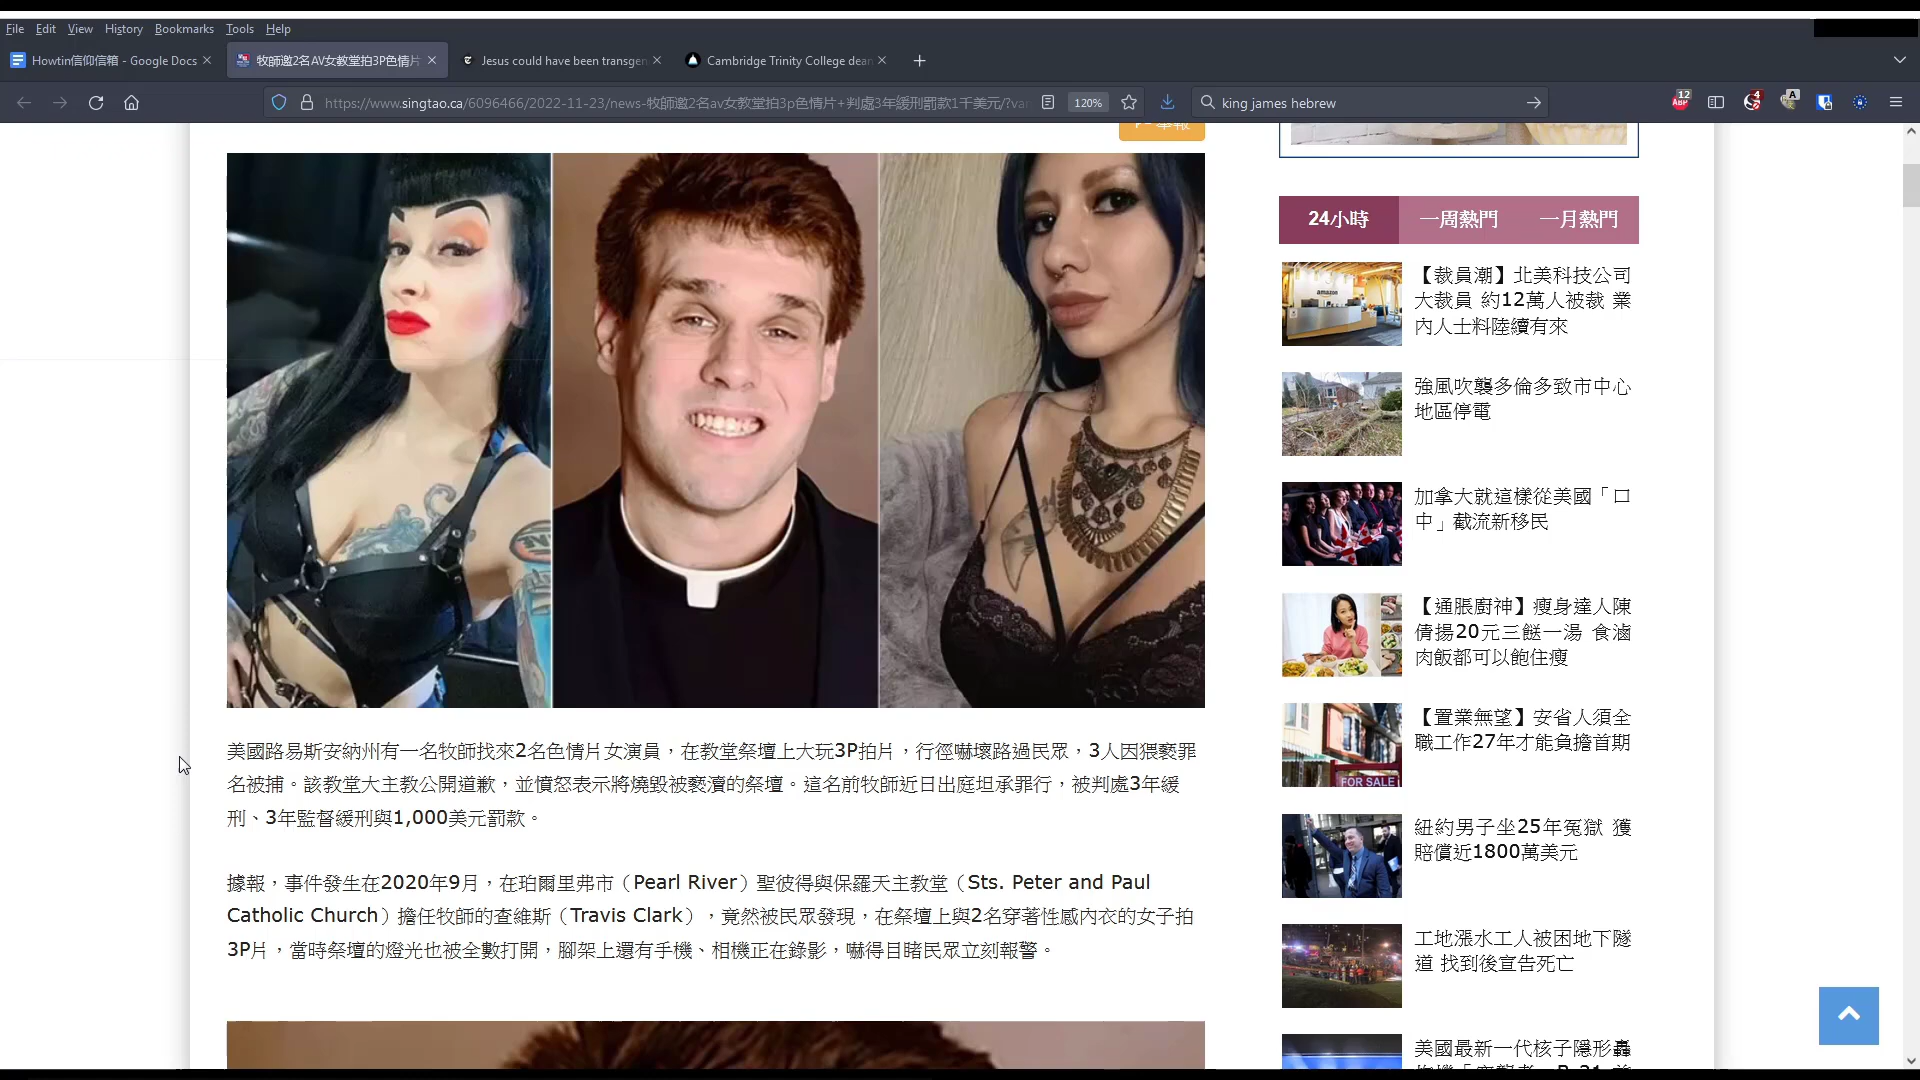 File Edit View History Bookmarks Tools Help
Howtin信仰信箱 - Google Docs
牧師邀2名AV女教堂拍3P色情片
Jesus could have been transgen
Cambridge Trinity College dean
https://www.singtao.ca/6096466/2022-11-23/news-牧師邀2名av女教堂拍3p色情片+判處3年緩刑罰款1千美元/?va
120%
king james hebrew
12
4
A
24小時 一周熱門 一月熱門
【裁員潮】北美科技公司
大裁員 約12萬人被裁 業
內人士料陸續有來
amazon
強風吹襲多倫多致市中心
地區停電
加拿大就這樣從美國「口
中」截流新移民
【通脹廚神】瘦身達人陳
倩揚20元三餸一湯 食滷
肉飯都可以飽住瘦
【置業無望】安省人須全
職工作27年才能負擔首期
FOR SALE
紐約男子坐25年冤獄 獲
賠償近1800萬美元
工地漲水工人被困地下隧
道 找到後宣告死亡
美國最新一代核子隱形轟
美國路易斯安納州有一名牧師找來2名色情片女演員，在教堂祭壇上大玩3P拍片，行徑嚇壞路過民眾，3人因猥褻罪
名被捕。該教堂大主教公開道歉，並憤怒表示將燒毀被褻瀆的祭壇。這名前牧師近日出庭坦承罪行，被判處3年緩
刑、3年監督緩刑與1,000美元罰款。
據報，事件發生在2020年9月，在珀爾里弗市（Pearl River）聖彼得與保羅天主教堂（Sts. Peter and Paul
Catholic Church）擔任牧師的查維斯（Travis Clark），竟然被民眾發現，在祭壇上與2名穿著性感內衣的女子拍
3P片，當時祭壇的燈光也被全數打開，腳架上還有手機、相機正在錄影，嚇得目睹民眾立刻報警。